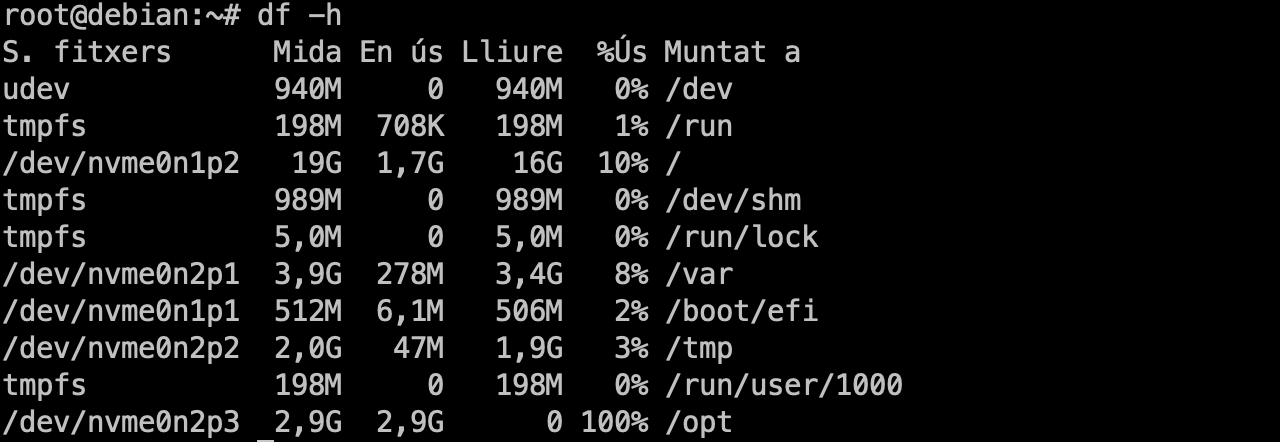 root@debian:~# df -h
S. fitxers      Mida En ús Lliure  %Ús Muntat a
udev            940M     0   940M   0% /dev
tmpfs           198M  708K   198M   1% /run
/dev/nvme0n1p2   19G  1,7G    16G  10% /
tmpfs           989M     0   989M   0% /dev/shm
tmpfs           5,0M     0   5,0M   0% /run/lock
/dev/nvme0n2p1  3,9G  278M   3,4G   8% /var
/dev/nvme0n1p1  512M  6,1M   506M   2% /boot/efi
/dev/nvme0n2p2  2,0G   47M   1,9G   3% /tmp
tmpfs           198M     0   198M   0% /run/user/1000
/dev/nvme0n2p3  2,9G  2,9G      0 100% /opt